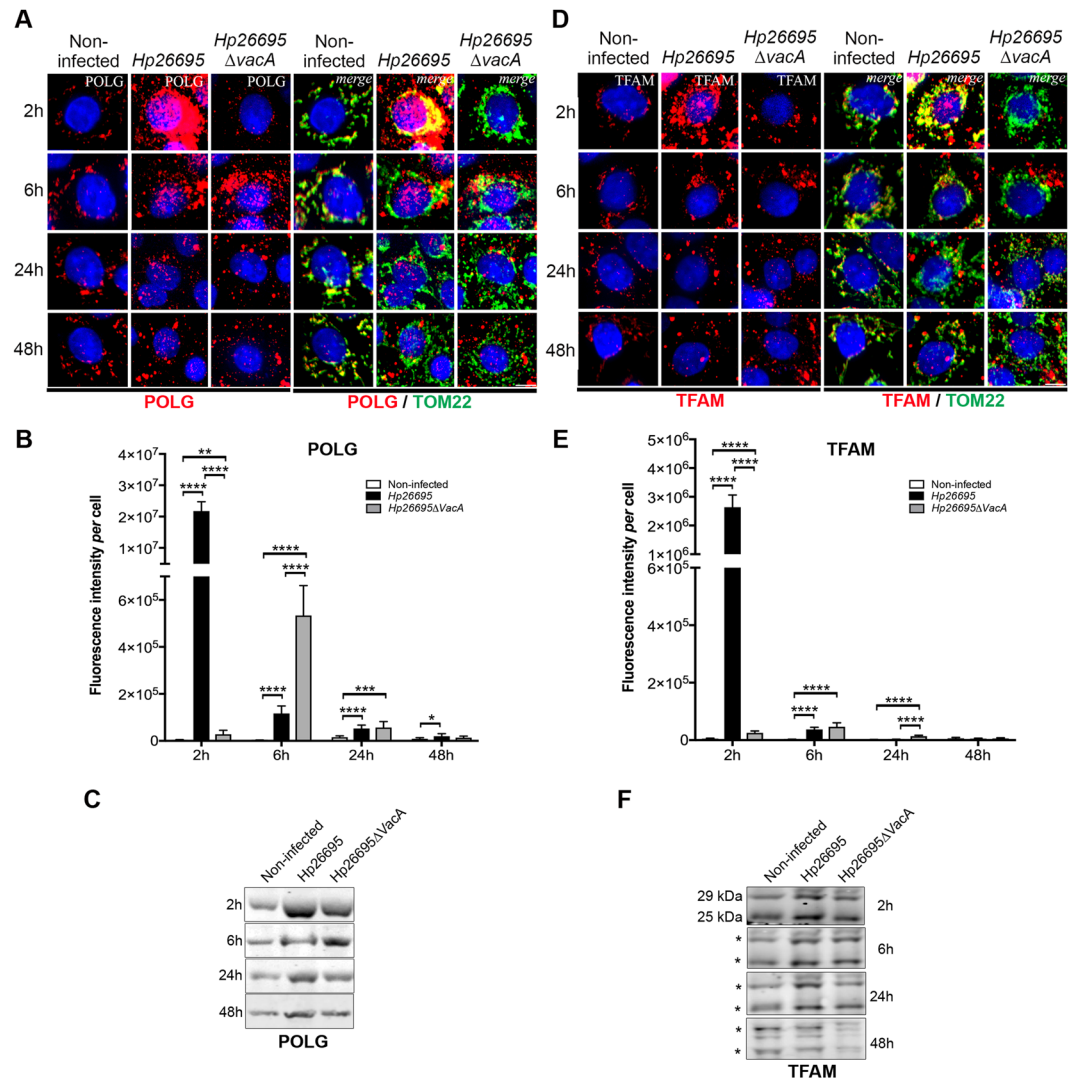 A
Non-infected Hp26695 Hp26695 ΔvacA Non-infected Hp26695 Hp26695 ΔvacA
POLG POLG POLG merge merge merge
2h
6h
24h
48h
POLG POLG / TOM22
D
Non-infected Hp26695 Hp26695 ΔvacA Non-infected Hp26695 Hp26695 ΔvacA
TFAM TFAM TFAM merge merge merge
2h
6h
24h
48h
TFAM TFAM / TOM22
B
POLG
Fluorescence intensity per cell
4×10⁷
3×10⁷
2×10⁷
1×10⁷
6×10⁵
4×10⁵
2×10⁵
0
** **** ****
**** **** ****
*** ****
*
Non-infected
Hp26695
Hp26695ΔVacA
2h 6h 24h 48h
E
TFAM
Fluorescence intensity per cell
5×10⁶
4×10⁶
3×10⁶
2×10⁶
1×10⁶
6×10⁵
2×10⁵
0
**** **** ****
**** ****
**** ****
Non-infected
Hp26695
Hp26695ΔVacA
2h 6h 24h 48h
C
Non-infected Hp26695 Hp26695ΔVacA
2h
6h
24h
48h
POLG
F
Non-infected Hp26695 Hp26695ΔVacA
29 kDa
25 kDa
2h
*
*
6h
*
*
24h
*
*
48h
TFAM